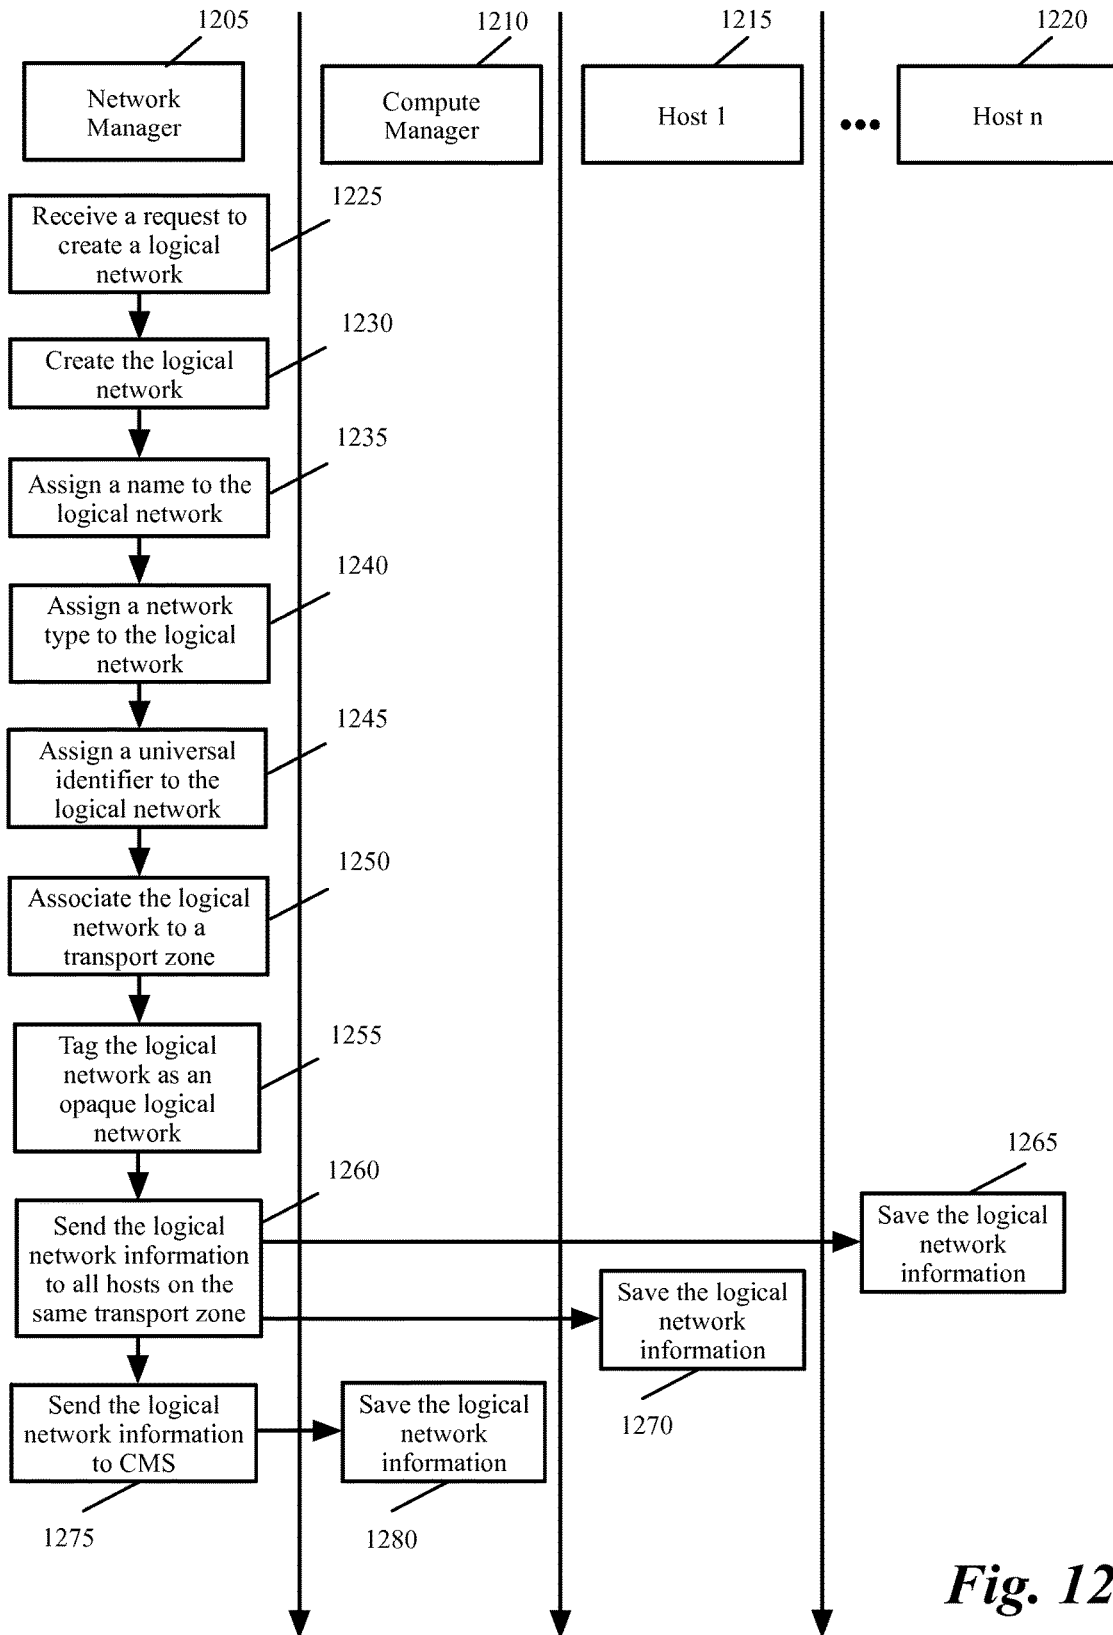 1205
1210
1215
1220
Network
Manager
Compute
Manager
Host 1
Host n
1225
Receive a request to
create a logical
network
1230
Create the logical
network
1235
Assign a name to the
logical network
1240
Assign a network
type to the logical
network
1245
Assign a universal
identifier to the
logical network
1250
Associate the logical
network to a
transport zone
1255
Tag the logical
network as an
opaque logical
network
1260
Send the logical
network information
to all hosts on the
same transport zone
1265
Save the logical
network
information
Save the logical
network
information
1270
Send the logical
network information
to CMS
1275
Save the logical
network
information
1280
Fig. 12